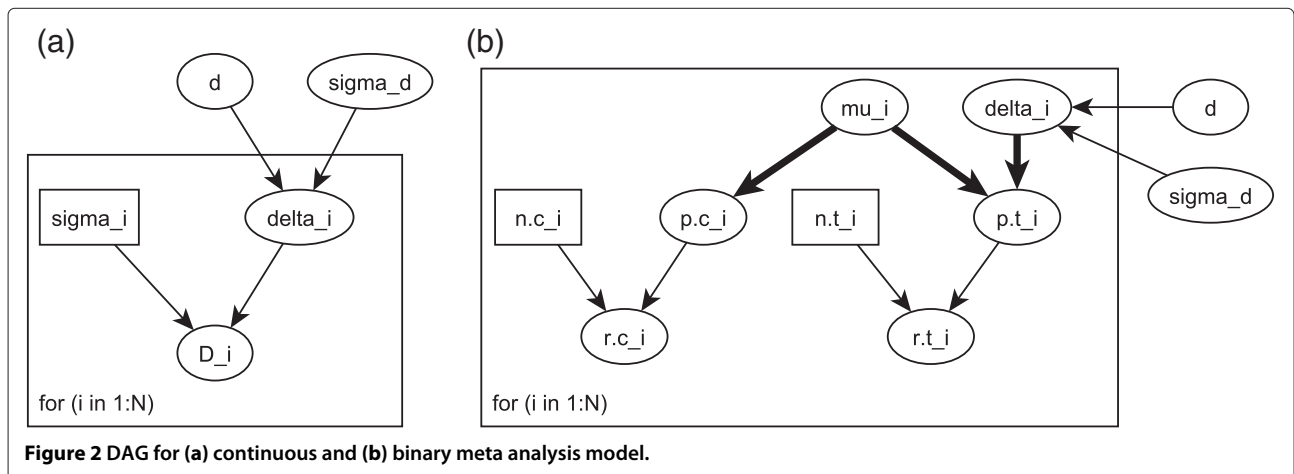 (a)
d
sigma_d
sigma_i
delta_i
D_i
for (i in 1:N)
(b)
mu_i
delta_i
d
sigma_d
n.c_i
p.c_i
n.t_i
p.t_i
r.c_i
r.t_i
for (i in 1:N)
Figure 2 DAG for (a) continuous and (b) binary meta analysis model.